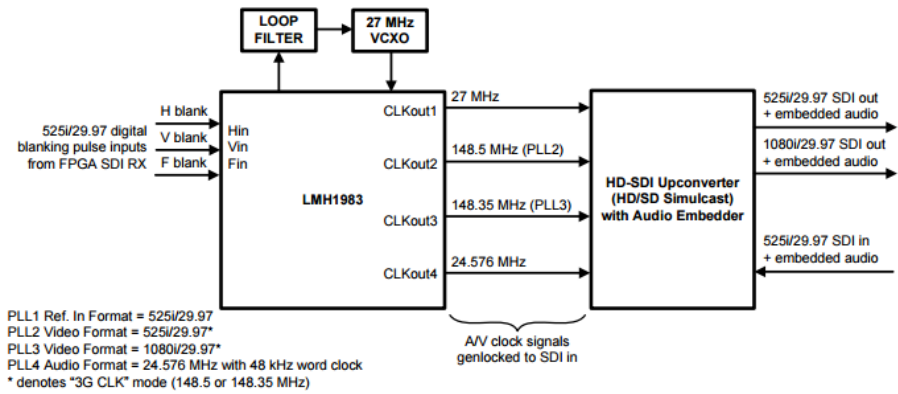 LOOP
FILTER
27 MHz
VCXO
H blank
V blank
F blank
525i/29.97 digital
blanking pulse inputs
from FPGA SDI RX
Hin
Vin
Fin
LMH1983
CLKout1
CLKout2
CLKout3
CLKout4
27 MHz
148.5 MHz (PLL2)
148.35 MHz (PLL3)
24.576 MHz
HD-SDI Upconverter
(HD/SD Simulcast)
with Audio Embedder
525i/29.97 SDI out
+ embedded audio
1080i/29.97 SDI out
+ embedded audio
525i/29.97 SDI in
+ embedded audio
A/V clock signals
genlocked to SDI in
PLL1 Ref. In Format = 525i/29.97
PLL2 Video Format = 525i/29.97*
PLL3 Video Format = 1080i/29.97*
PLL4 Audio Format = 24.576 MHz with 48 kHz word clock
* denotes "3G CLK" mode (148.5 or 148.35 MHz)